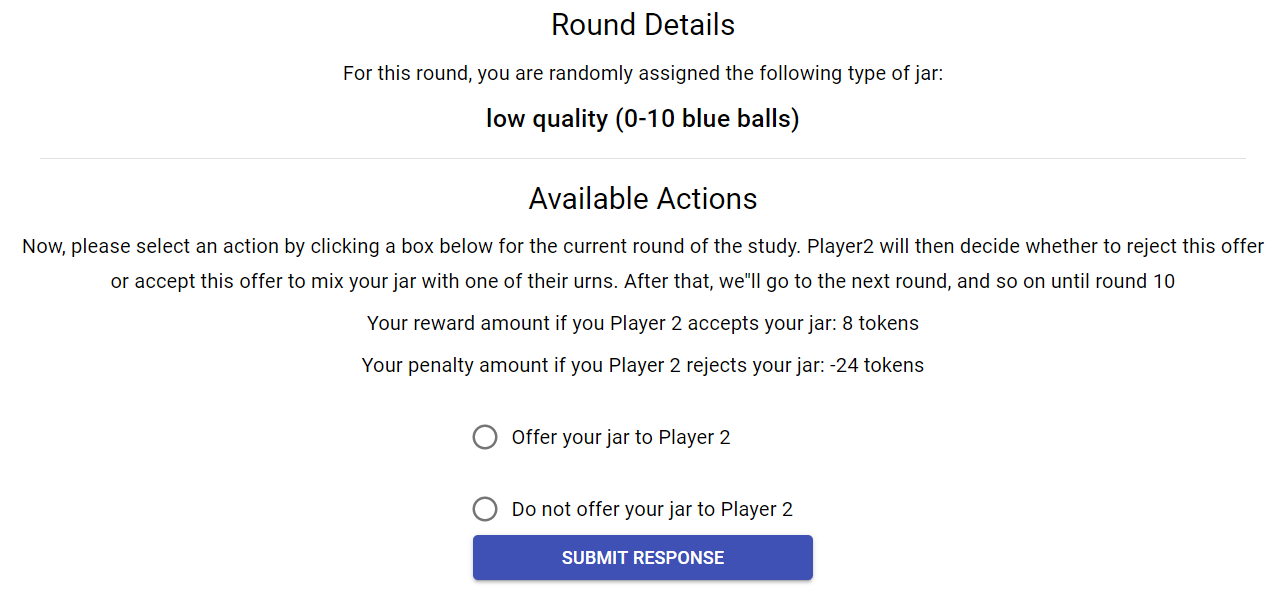 Round Details
For this round, you are randomly assigned the following type of jar:
low quality (0-10 blue balls)
Available Actions
Now, please select an action by clicking a box below for the current round of the study. Player2 will then decide whether to reject this offer
or accept this offer to mix your jar with one of their urns. After that, we"ll go to the next round, and so on until round 10
Your reward amount if you Player 2 accepts your jar: 8 tokens
Your penalty amount if you Player 2 rejects your jar: -24 tokens
Offer your jar to Player 2
Do not offer your jar to Player 2
SUBMIT RESPONSE